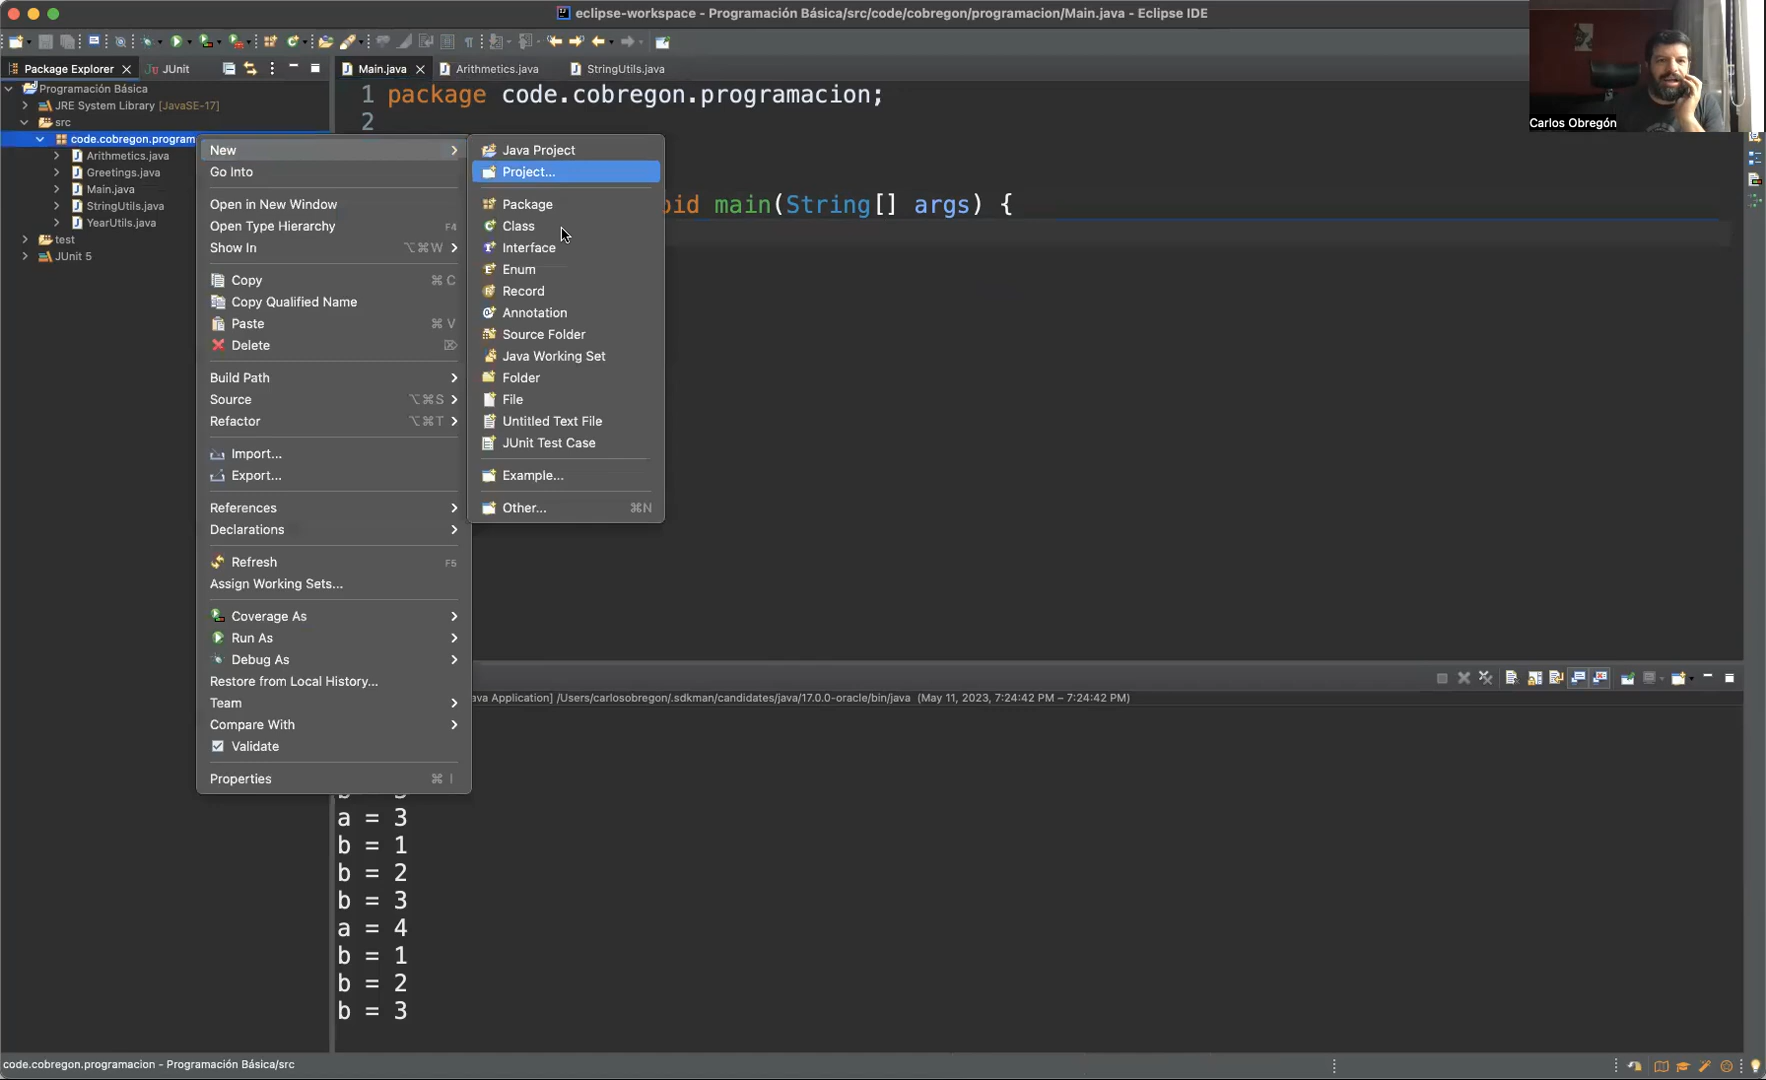 eclipse-workspace - Programación Básica/src/code/cobregon/programacion/Main.java - Eclipse IDE
Carlos Obregón
Package Explorer
JUnit
Main.java
Arithmetics.java
StringUtils.java
Programación Básica
JRE System Library [JavaSE-17]
src
code.cobregon.program
Arithmetics.java
Greetings.java
Main.java
StringUtils.java
YearUtils.java
test
JUnit 5
1 package code.cobregon.programacion;
2
main(String[] args) {
New
Go Into
Open in New Window
Open Type Hierarchy F4
Show In ⌥⌘W
Copy ⌘C
Copy Qualified Name
Paste ⌘V
Delete ⌦
Build Path
Source ⌥⌘S
Refactor ⌥⌘T
Import...
Export...
References
Declarations
Refresh F5
Assign Working Sets...
Coverage As
Run As
Debug As
Restore from Local History...
Team
Compare With
Validate
Properties ⌘I
Java Project
Project...
Package
Class
Interface
Enum
Record
Annotation
Source Folder
Java Working Set
Folder
File
Untitled Text File
JUnit Test Case
Example...
Other... ⌘N
ava Application] /Users/carlosobregon/.sdkman/candidates/java/17.0.0-oracle/bin/java (May 11, 2023, 7:24:42 PM – 7:24:42 PM)
a = 3
b = 1
b = 2
b = 3
a = 4
b = 1
b = 2
b = 3
code.cobregon.programacion - Programación Básica/src